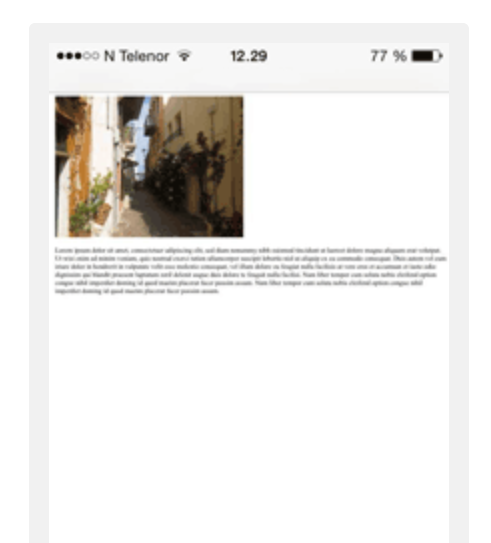 N Telenor 12.29 77 %
Lorem ipsum dolor sit amet, consectetuer adipiscing elit, sed diam nonummy nibh euismod tincidunt ut laoreet dolore magna aliquam erat volutpat.
Ut wisi enim ad minim veniam, quis nostrud exerci tation ullamcorper suscipit lobortis nisl ut aliquip ex ea commodo consequat. Duis autem vel eum
iriure dolor in hendrerit in vulputate velit esse molestie consequat, vel illum dolore eu feugiat nulla facilisis at vero eros et accumsan et iusto odio
dignissim qui blandit praesent luptatum zzril delenit augue duis dolore te feugait nulla facilisi. Nam liber tempor cum soluta nobis eleifend option
congue nihil imperdiet doming id quod mazim placerat facer possim assum. Nam liber tempor cum soluta nobis eleifend option congue nihil
imperdiet doming id quod mazim placerat facer possim assum.